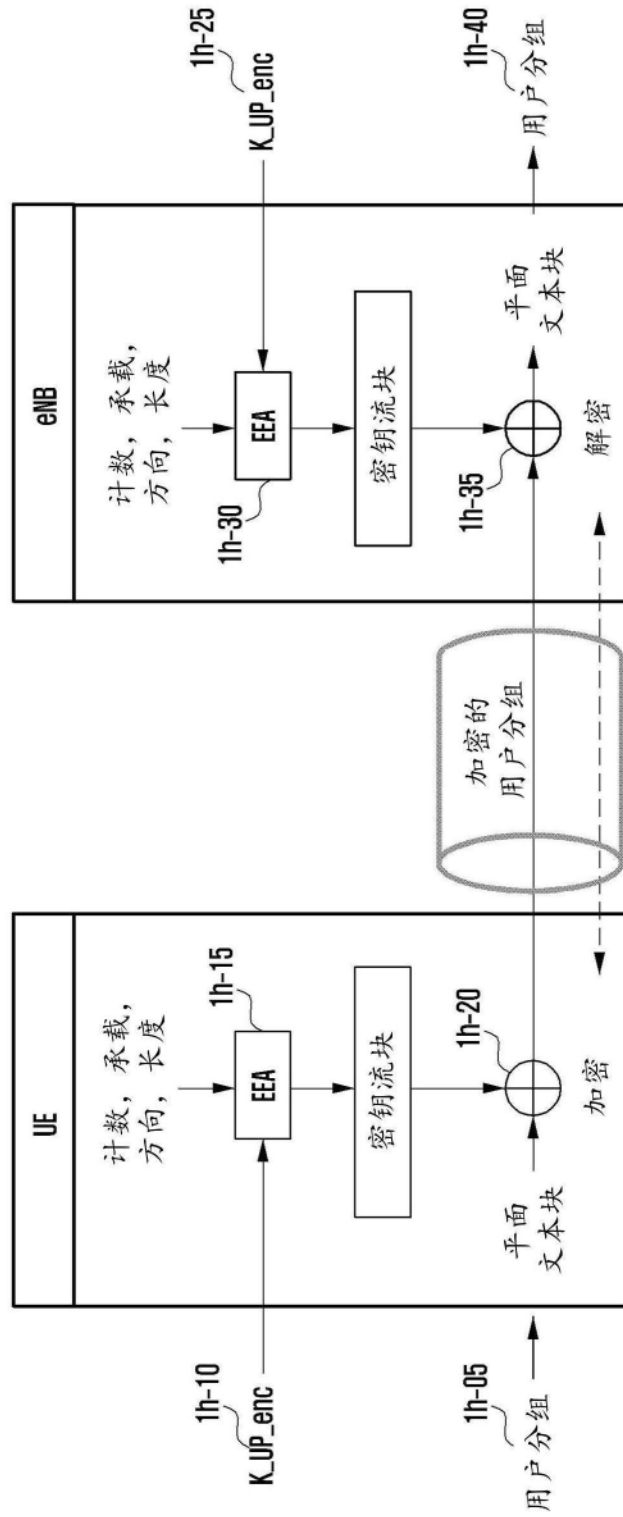 UE
eNB
计数，承载，
方向，长度
计数，承载，
方向，长度
1h-10
K_UP_enc
EEA
1h-15
1h-30
EEA
1h-25
K_UP_enc
密钥流块
密钥流块
1h-05
用户分组
平面
文本块
1h-20
加密
加密的
用户分组
1h-35
解密
平面
文本块
1h-40
用户分组